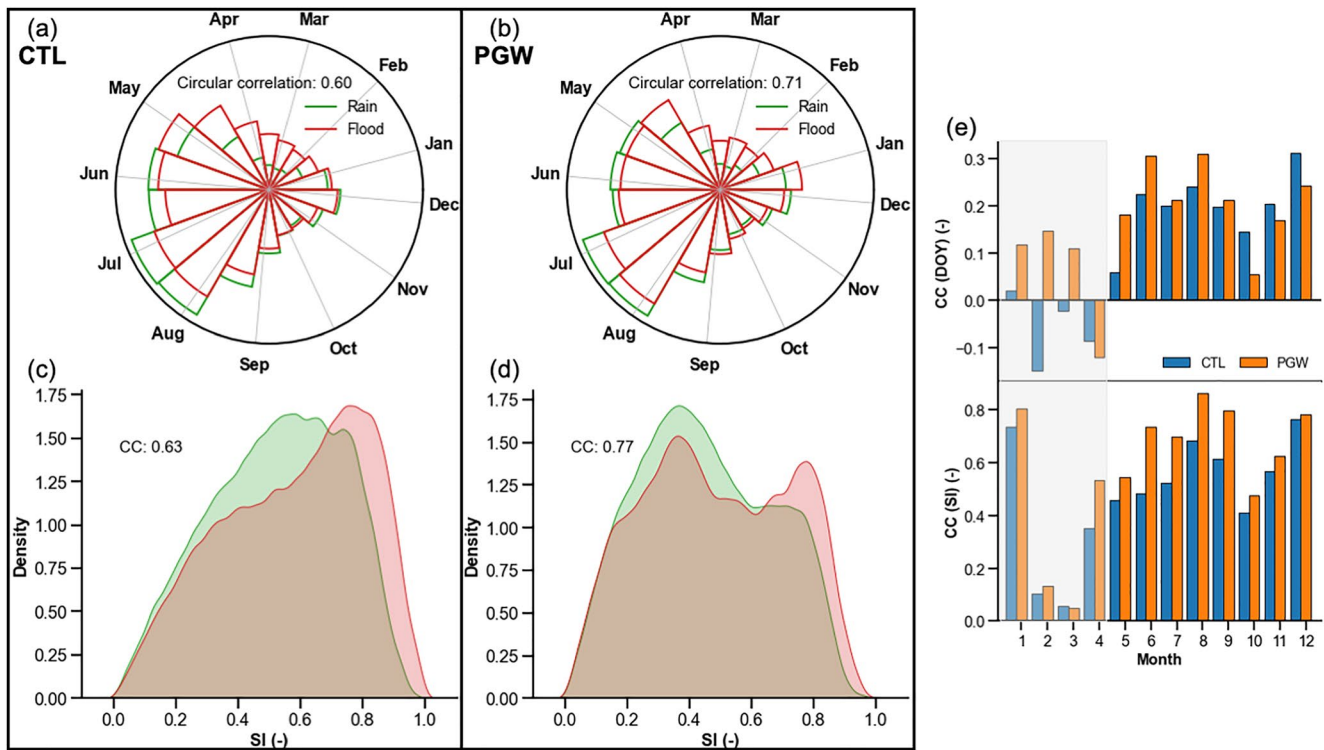 (a)
CTL
Apr
Mar
Feb
Jan
Dec
Nov
Oct
Sep
Aug
Jul
Jun
May
Circular correlation: 0.60
Rain
Flood
(b)
PGW
Apr
Mar
Feb
Jan
Dec
Nov
Oct
Sep
Aug
Jul
Jun
May
Circular correlation: 0.71
Rain
Flood
(c)
CC: 0.63
Density
1.75
1.50
1.25
1.00
0.75
0.50
0.25
0.00
0.0 0.2 0.4 0.6 0.8 1.0
SI (-)
(d)
CC: 0.77
Density
1.75
1.50
1.25
1.00
0.75
0.50
0.25
0.00
0.0 0.2 0.4 0.6 0.8 1.0
SI (-)
(e)
CC (DOY) (-)
0.3
0.2
0.1
0.0
−0.1
CTL PGW
CC (SI) (-)
0.8
0.6
0.4
0.2
0.0
1 2 3 4 5 6 7 8 9 10 11 12
Month